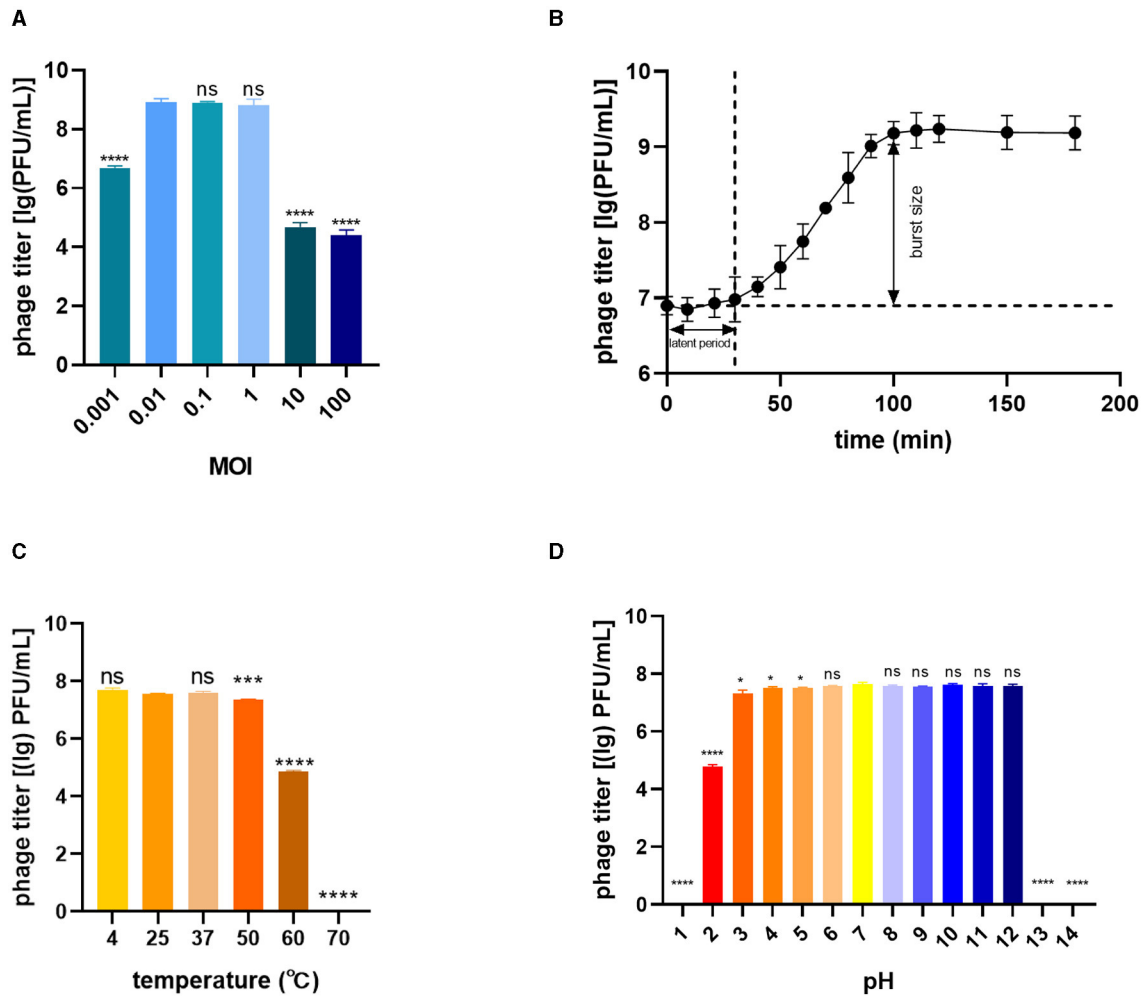 A
phage titer [lg(PFU/mL)]
10
8
6
4
2
0
****
ns
ns
****
****
0.001
0.01
0.1
1
10
100
MOI
B
phage titer [lg(PFU/mL)]
10
9
8
7
6
burst size
latent period
0
50
100
150
200
time (min)
C
phage titer [(lg) PFU/mL]
10
8
6
4
2
0
ns
ns
***
****
****
4
25
37
50
60
70
temperature (°C)
D
phage titer [(lg) PFU/mL]
10
8
6
4
2
0
****
****
*
*
*
ns
ns
ns
ns
ns
ns
****
****
1
2
3
4
5
6
7
8
9
10
11
12
13
14
pH